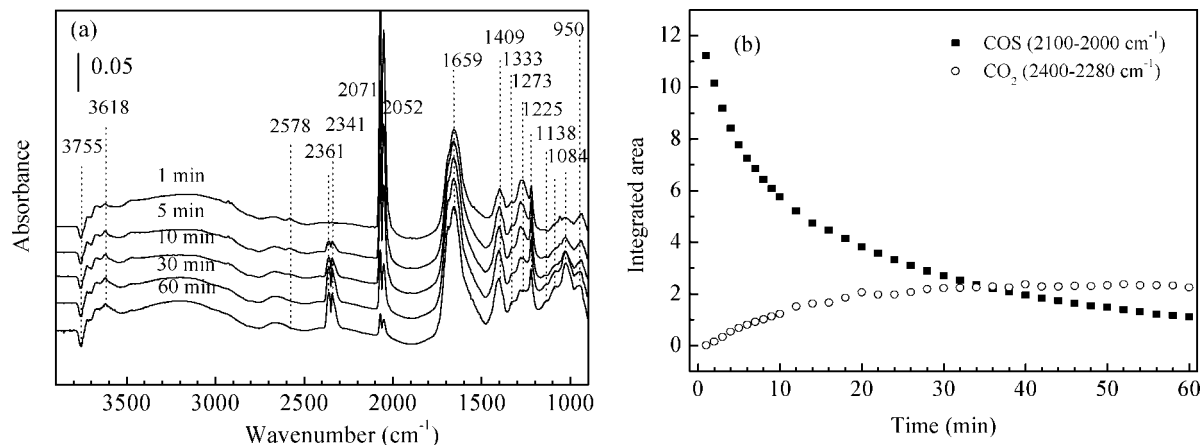 (a)
0.05
3755
3618
2578
2361
2341
2071
2052
1659
1409
1333
1273
1225
1138
1084
950
1 min
5 min
10 min
30 min
60 min
Absorbance
3500
3000
2500
2000
1500
1000
Wavenumber (cm⁻¹)
(b)
COS (2100-2000 cm⁻¹)
CO₂ (2400-2280 cm⁻¹)
Integrated area
12
10
8
6
4
2
0
0
10
20
30
40
50
60
Time (min)